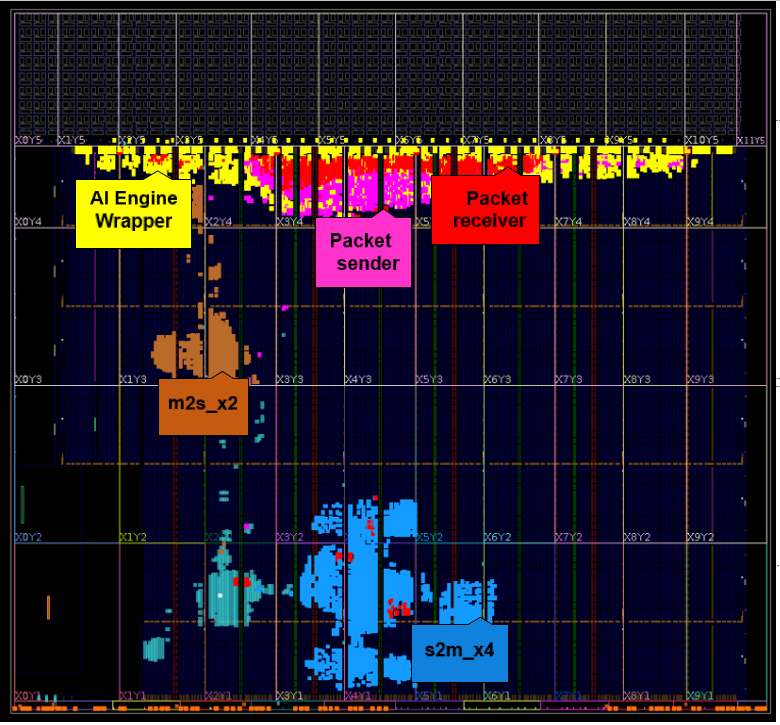 X0Y5 X1Y5 X2Y5 X3Y5 X4Y5 X5Y5 X6Y5 X7Y5 X8Y5 X9Y5 X10Y5 X11Y5
AI Engine
Wrapper
Packet
receiver
Packet
sender
X0Y4 X2Y4 X3Y4 X7Y4 X8Y4 X9Y4
X0Y3 X1Y3 X3Y3 X4Y3 X5Y3 X6Y3 X7Y3 X8Y3 X9Y3
m2s_x2
X0Y2 X1Y2 X3Y2 X5Y2 X6Y2 X7Y2 X8Y2 X9Y2
s2m_x4
X0Y1 X1Y1 X2Y1 X3Y1 X4Y1 X5Y1 X6Y1 X7Y1 X8Y1 X9Y1